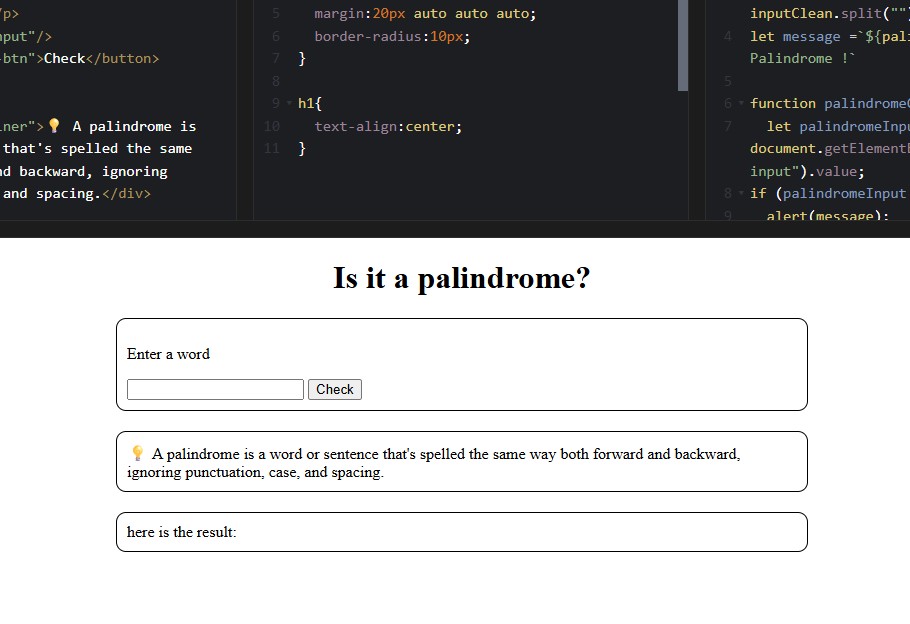 /p>
nput"/>
-btn">Check</button>
iner">💡 A palindrome is
that's spelled the same
nd backward, ignoring
and spacing.</div>
5 margin:20px auto auto auto;
6 border-radius:10px;
7 }
8
9 h1{
10 text-align:center;
11 }
inputClean.split("")
4 let message =`${pali
Palindrome !`
5
6 function palindromeC
7 let palindromeInpu
document.getElementB
input").value;
8 if (palindromeInput
9 alert(message);
Is it a palindrome?
Enter a word
Check
💡 A palindrome is a word or sentence that's spelled the same way both forward and backward,
ignoring punctuation, case, and spacing.
here is the result: